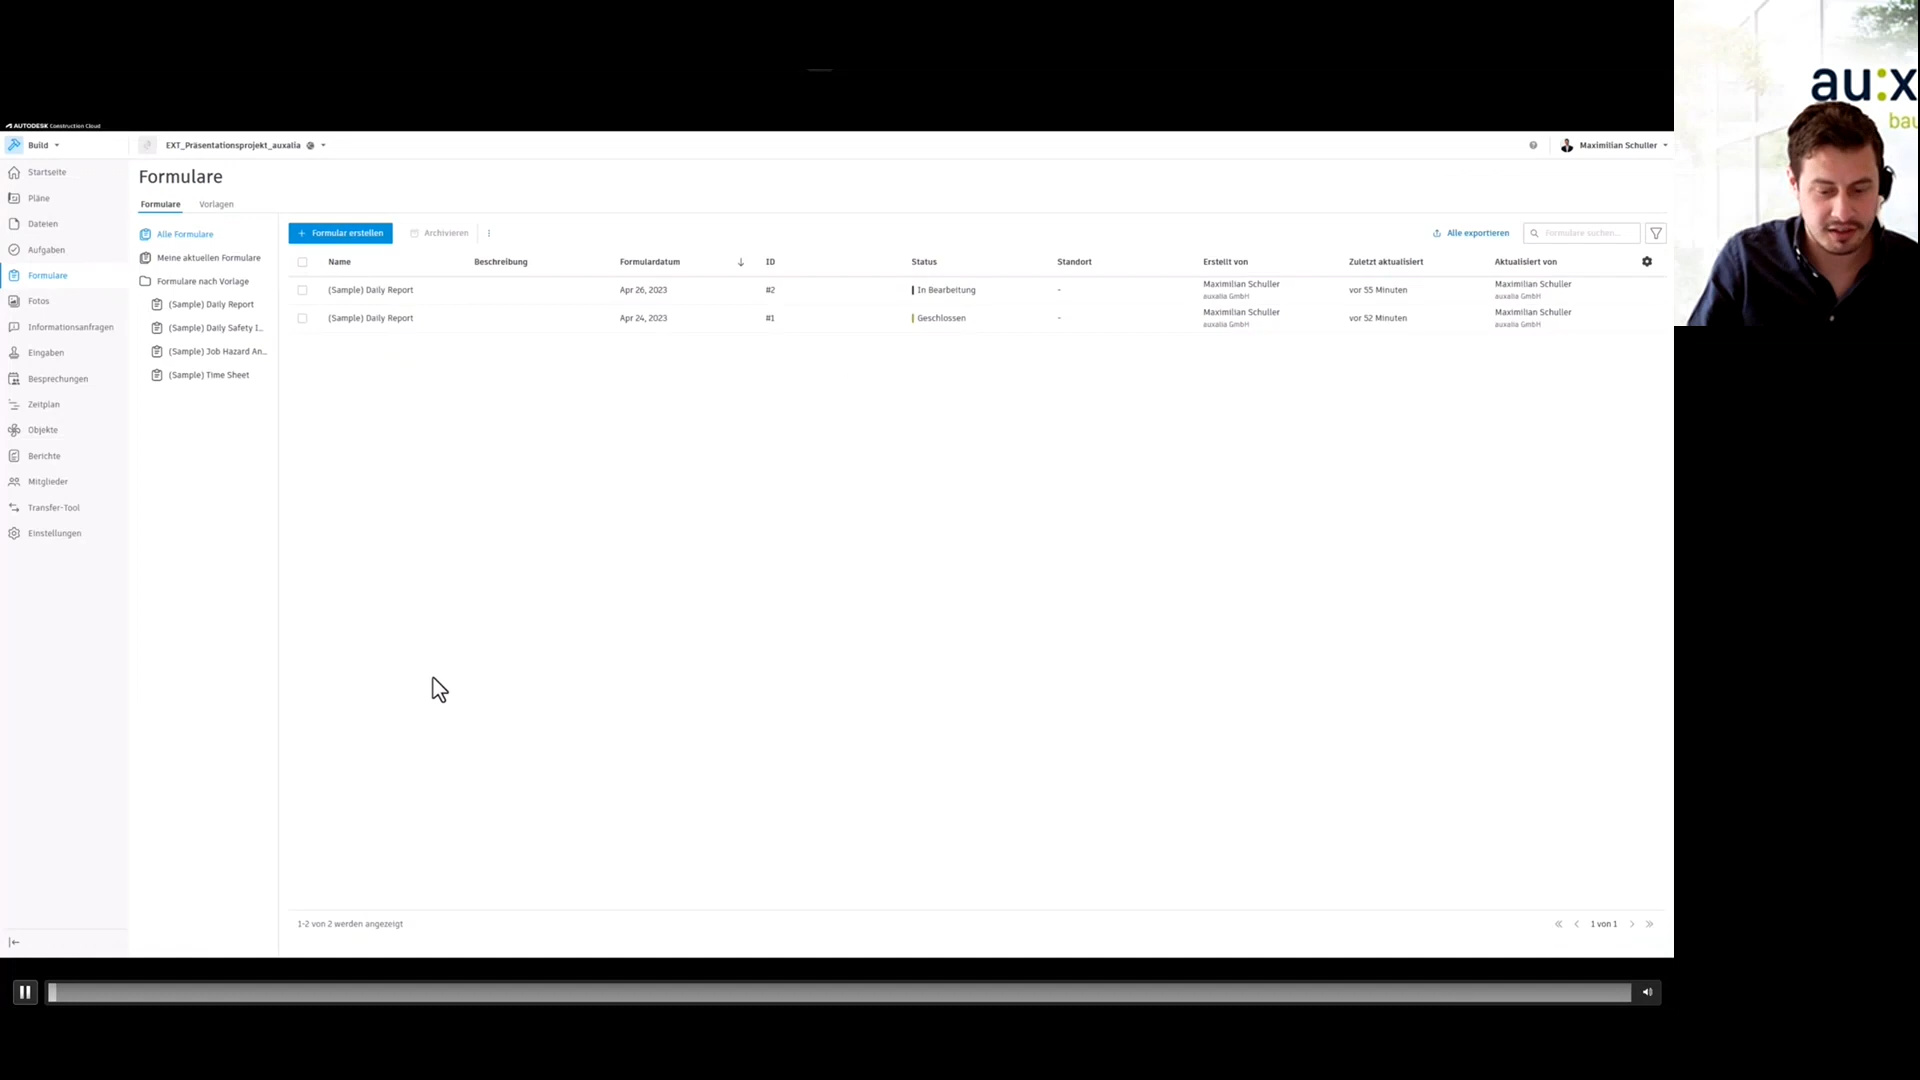 au:x
bau
AUTODESK Construction Cloud
Build
EXT_Präsentationsprojekt_auxalia
Maximilian Schuller
Startseite
Pläne
Dateien
Aufgaben
Formulare
Fotos
Informationsanfragen
Eingaben
Besprechungen
Zeitplan
Objekte
Berichte
Mitglieder
Transfer-Tool
Einstellungen
Formulare
Formulare Vorlagen
Alle Formulare
Meine aktuellen Formulare
Formulare nach Vorlage
(Sample) Daily Report
(Sample) Daily Safety I...
(Sample) Job Hazard An...
(Sample) Time Sheet
+ Formular erstellen Archivieren Alle exportieren Formulare suchen...
Name Beschreibung Formulardatum ID Status Standort Erstellt von Zuletzt aktualisiert Aktualisiert von
(Sample) Daily Report Apr 26, 2023 #2 In Bearbeitung - Maximilian Schuller vor 55 Minuten Maximilian Schuller
auxalia GmbH auxalia GmbH
(Sample) Daily Report Apr 24, 2023 #1 Geschlossen - Maximilian Schuller vor 52 Minuten Maximilian Schuller
auxalia GmbH auxalia GmbH
1-2 von 2 werden angezeigt
1 von 1